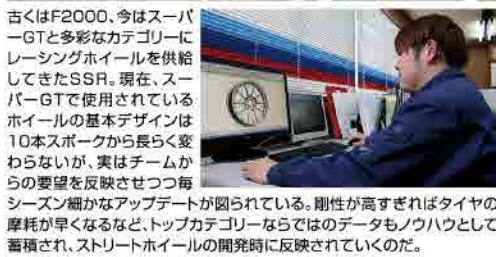 古くはF2000、今はスーパ
ーGTと多彩なカテゴリーに
レーシングホイールを供給
してきたSSR。現在、スー
パーGTで使用されている
ホイールの基本デザインは
10本スポークから長らく変
わらないが、実はチームか
らの要望を反映させつつ毎
シーズン細かなアップデートが図られている。剛性が高すぎればタイヤの
摩耗が早くなるなど、トップカテゴリーならではのデータもノウハウとして
蓄積され、ストリートホイールの開発時に反映されていくのだ。